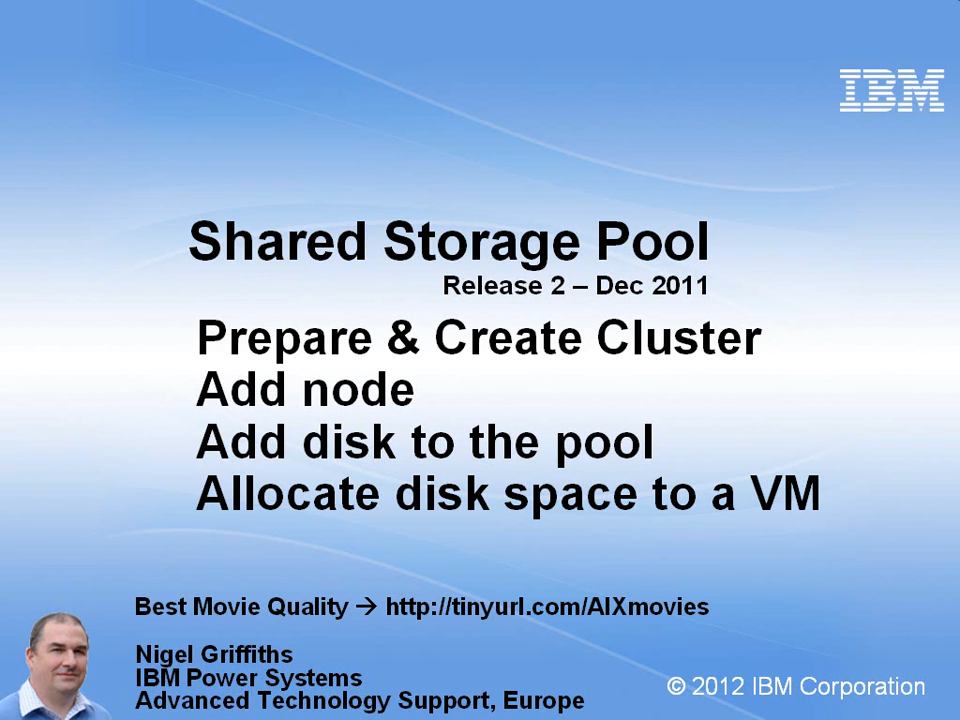 IBM
Shared Storage Pool
Release 2 – Dec 2011
Prepare & Create Cluster
Add node
Add disk to the pool
Allocate disk space to a VM
Best Movie Quality → http://tinyurl.com/AIXmovies
Nigel Griffiths
IBM Power Systems
Advanced Technology Support, Europe
© 2012 IBM Corporation